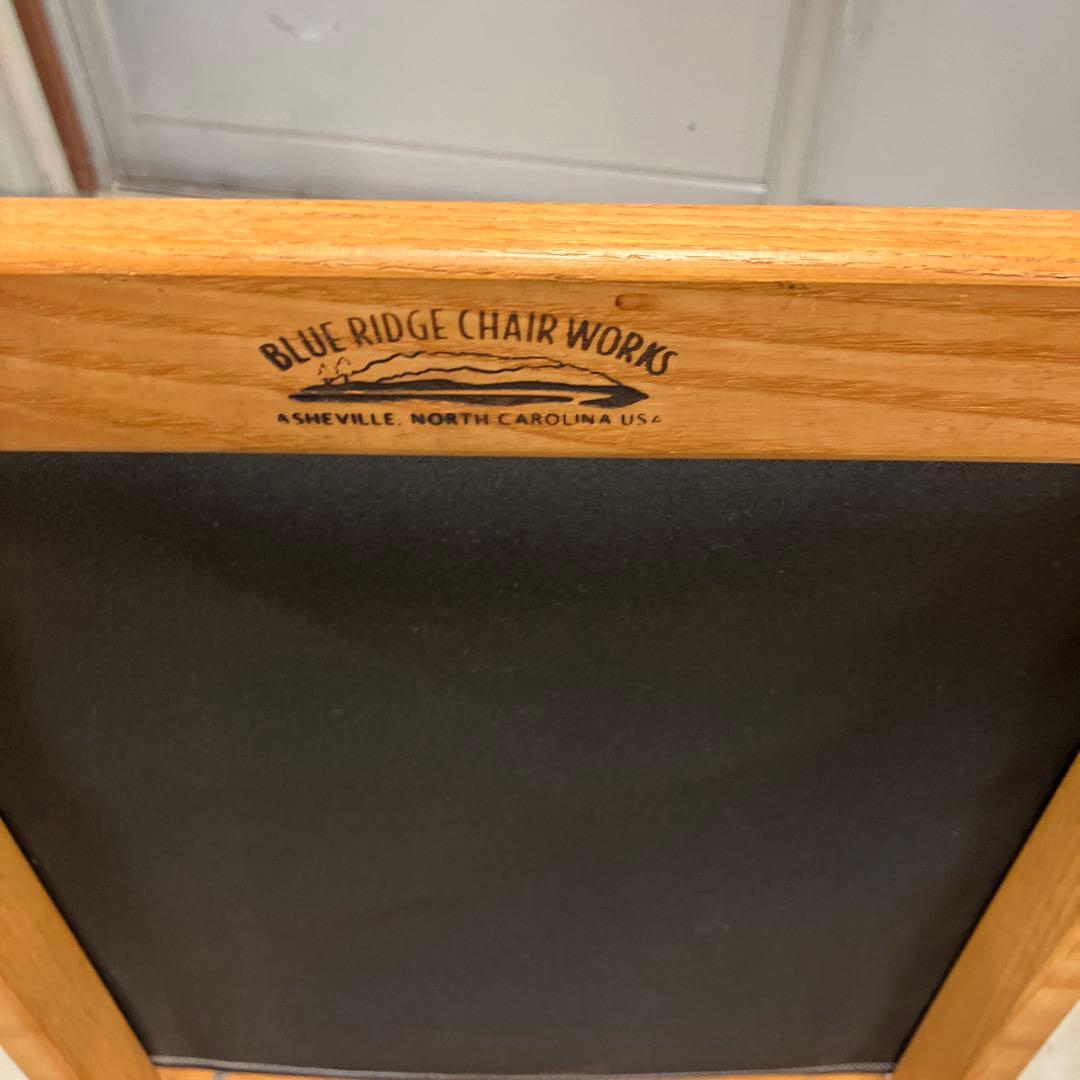 BLUE RIDGE CHAIR WORKS
ASHEVILLE, NORTH CAROLINA USA